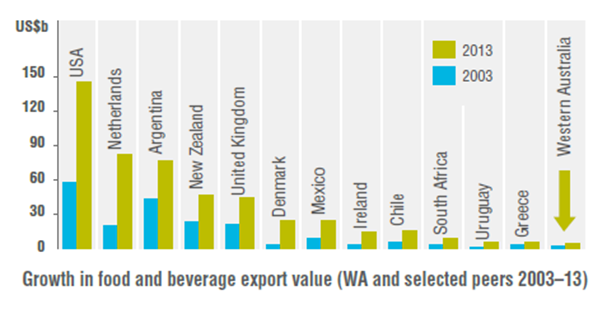 US$b
150
120
90
60
30
0
USA
Netherlands
Argentina
New Zealand
United Kingdom
Denmark
Mexico
Ireland
Chile
South Africa
Uruguay
Greece
Western Australia
2013
2003
Growth in food and beverage export value (WA and selected peers 2003–13)